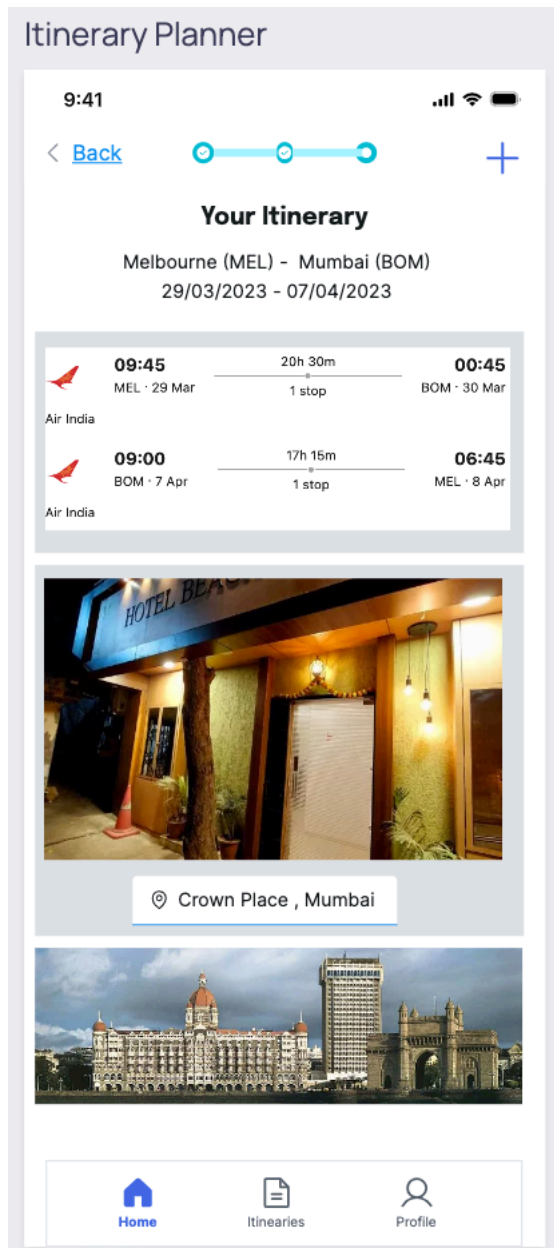 Itinerary Planner
9:41
Back
Your Itinerary
Melbourne (MEL) - Mumbai (BOM)
29/03/2023 - 07/04/2023
09:45 20h 30m 00:45
MEL · 29 Mar 1 stop BOM · 30 Mar
Air India
09:00 17h 15m 06:45
BOM · 7 Apr 1 stop MEL · 8 Apr
Air India
HOTEL
Crown Place , Mumbai
Home Itinearies Profile